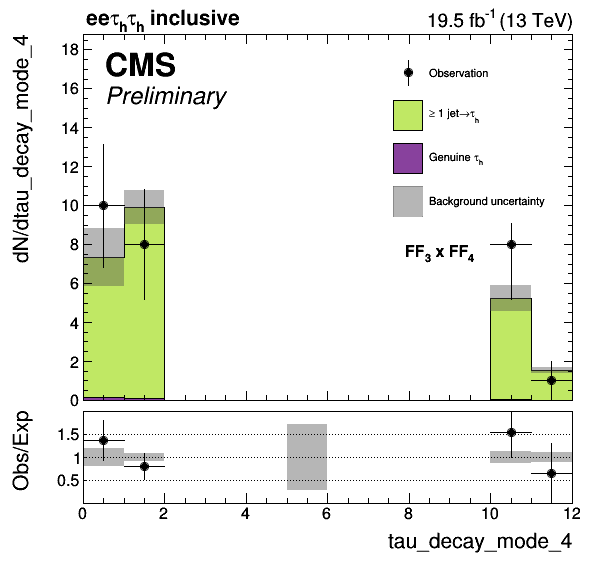 eeτhτh inclusive
19.5 fb-1 (13 TeV)
dN/dtau_decay_mode_4
18
16
14
12
10
8
6
4
2
0
CMS
Preliminary
Observation
≥ 1 jet→τh
Genuine τh
Background uncertainty
FF3 x FF4
Obs/Exp
1.5
1
0.5
0 2 4 6 8 10 12
tau_decay_mode_4